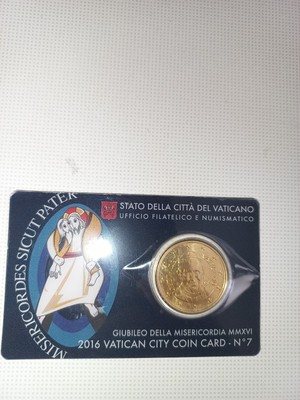 MISERICORDES SICUT PATER
STATO DELLA CITTÀ DEL VATICANO
UFFICIO FILATELICO E NUMISMATICO
GIUBILEO DELLA MISERICORDIA MMXVI
2016 VATICAN CITY COIN CARD - N°7